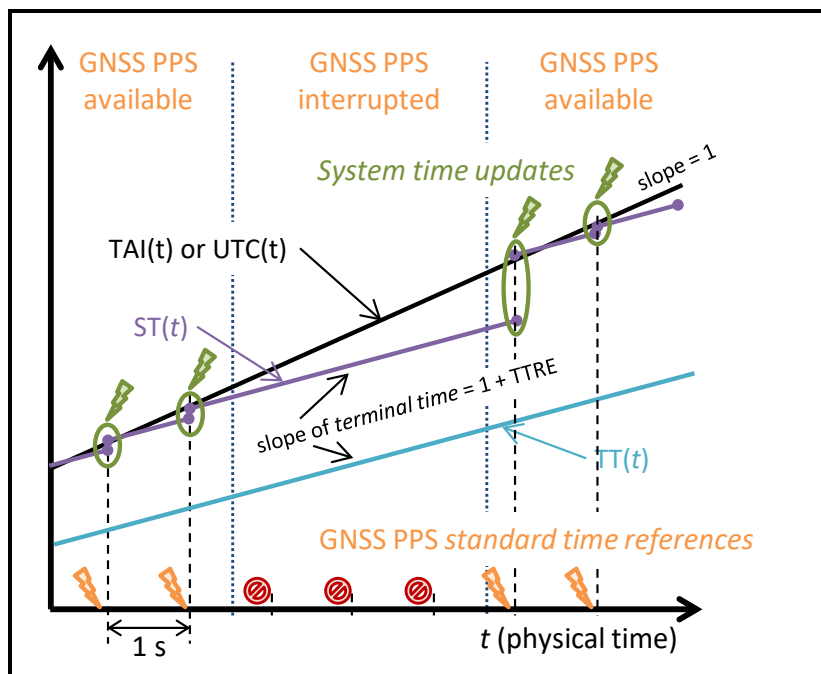 GNSS PPS
available
GNSS PPS
interrupted
GNSS PPS
available
System time updates
slope = 1
TAI(t) or UTC(t)
ST(t)
slope of terminal time = 1 + TTRE
TT(t)
GNSS PPS standard time references
1 s
t (physical time)